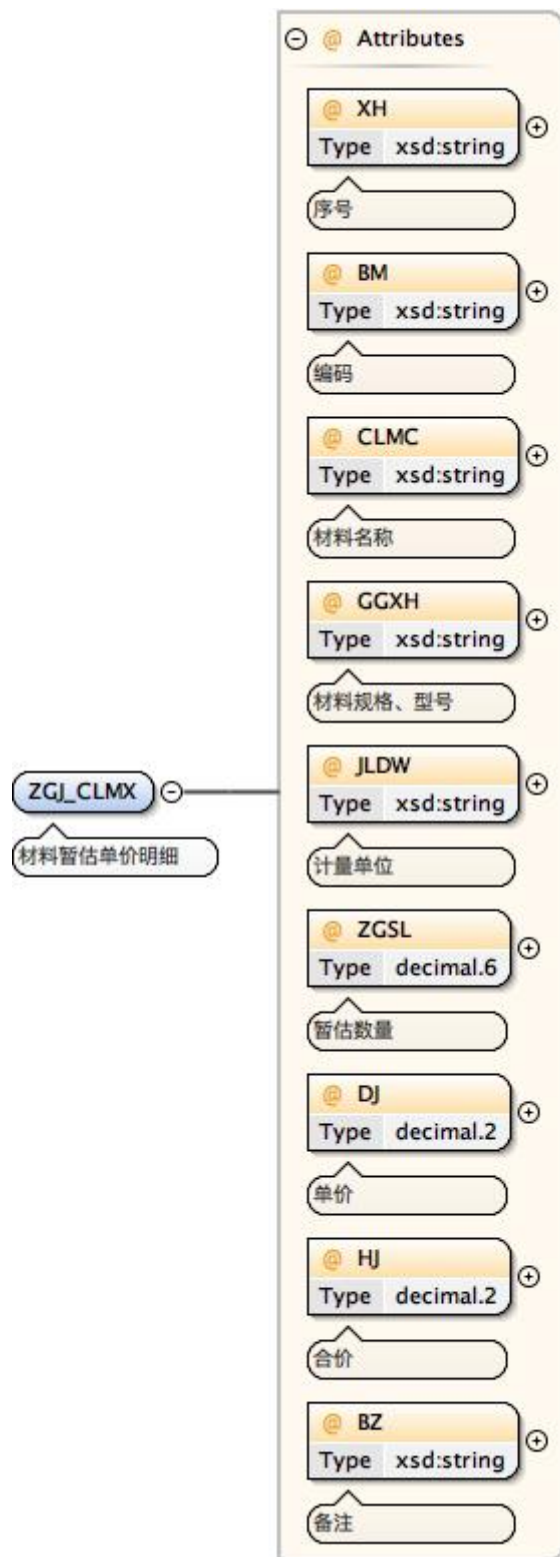 @ Attributes
@ XH
Type xsd:string
序号
@ BM
Type xsd:string
编码
@ CLMC
Type xsd:string
材料名称
@ GGXH
Type xsd:string
材料规格、型号
@ JLDW
Type xsd:string
计量单位
ZGJ_CLMX
材料暂估单价明细
@ ZGSL
Type decimal.6
暂估数量
@ DJ
Type decimal.2
单价
@ HJ
Type decimal.2
合价
@ BZ
Type xsd:string
备注